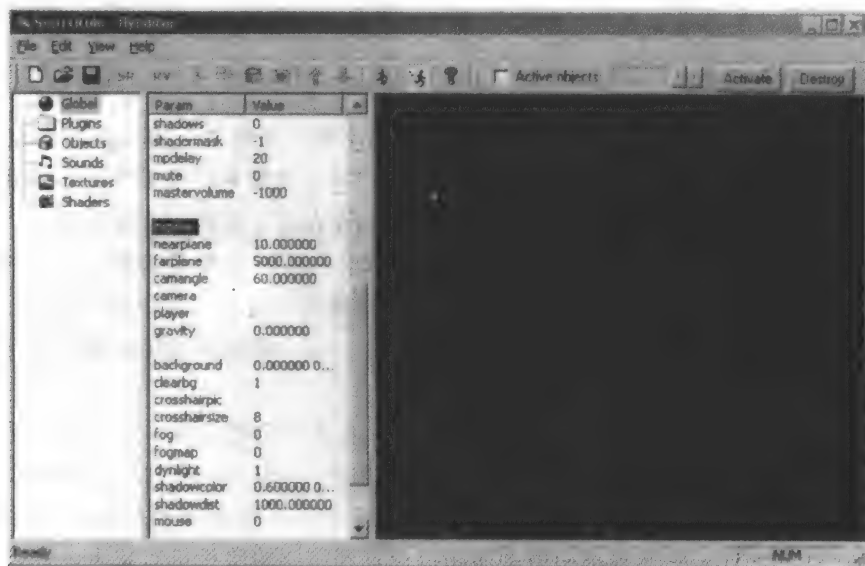 File Edit View Help
Active objects Activate Destroy
Global
Plugins
Objects
Sounds
Textures
Shaders
Param Value
shadows 0
shadermask -1
mpdelay 20
mute 0
mastervolume -1000
nearplane 10.000000
farplane 5000.000000
camangle 60.000000
camera
player
gravity 0.000000
background 0.000000 0...
clearbg 1
crosshairpic
crosshairsize 8
fog 0
fogmap 0
dynlight 1
shadowcolor 0.600000 0...
shadowdist 1000.000000
mouse 0
Ready NUM